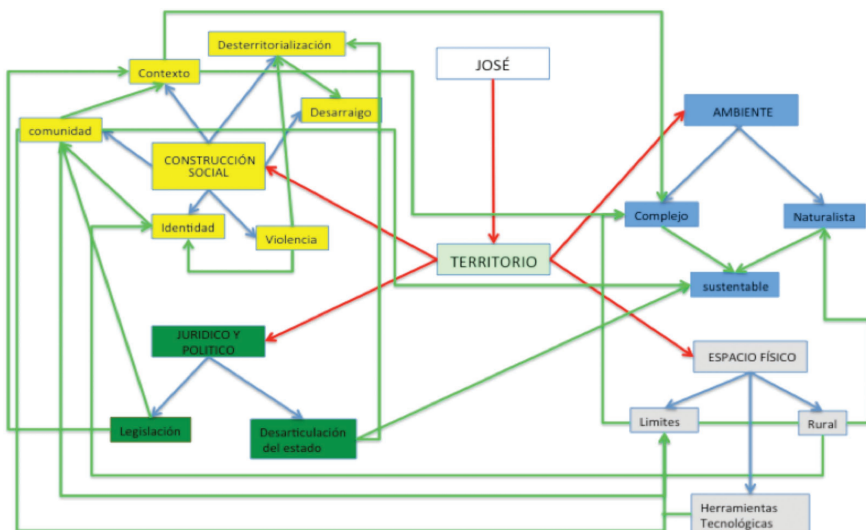 Desterritorialización
JOSÉ
Contexto
Desarraigo
AMBIENTE
comunidad
CONSTRUCCIÓN
SOCIAL
Complejo
Naturalista
Identidad
Violencia
TERRITORIO
sustentable
JURIDICO Y
POLITICO
ESPACIO FÍSICO
Legislación
Desarticulación
del estado
Limites
Rural
Herramientas
Tecnológicas